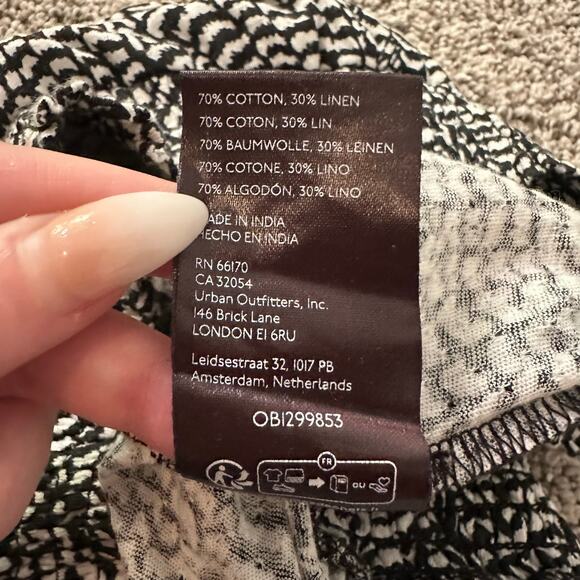 70% COTTON, 30% LINEN
70% COTON, 30% LIN
70% BAUMWOLLE, 30% LEINEN
70% COTONE, 30% LINO
70% ALGODÓN, 30% LINO
ADE IN INDIA
HECHO EN INDIA
RN 66170
CA 32054
Urban Outfitters, Inc.
146 Brick Lane
LONDON E1 6RU
Leidsestraat 32, 1017 PB
Amsterdam, Netherlands
OB1299853
FR
OU